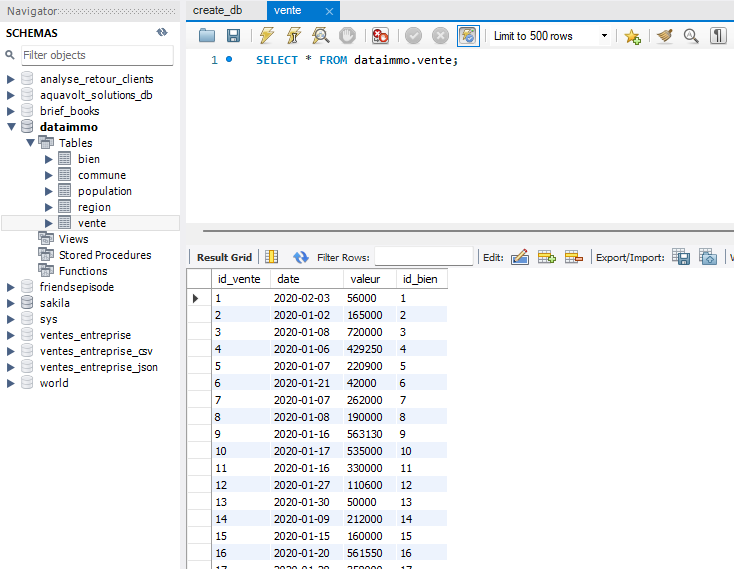 Navigator
SCHEMAS
Filter objects
analyse_retour_clients
aquavolt_solutions_db
brief_books
dataimmo
Tables
bien
commune
population
region
vente
Views
Stored Procedures
Functions
friendsepisode
sakila
sys
ventes_entreprise
ventes_entreprise_csv
ventes_entreprise_json
world
create_db vente
Limit to 500 rows
1 SELECT * FROM dataimmo.vente;
Result Grid Filter Rows: Edit: Export/Import:
id_vente date valeur id_bien
1 2020-02-03 56000 1
2 2020-01-02 165000 2
3 2020-01-08 720000 3
4 2020-01-06 429250 4
5 2020-01-07 220900 5
6 2020-01-21 42000 6
7 2020-01-07 262000 7
8 2020-01-08 190000 8
9 2020-01-16 563130 9
10 2020-01-17 535000 10
11 2020-01-16 330000 11
12 2020-01-27 110600 12
13 2020-01-30 50000 13
14 2020-01-09 212000 14
15 2020-01-15 160000 15
16 2020-01-20 561550 16